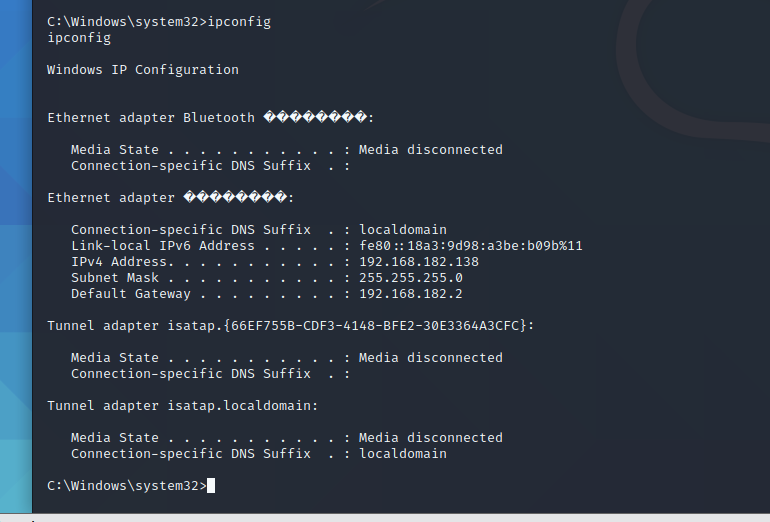 C:\Windows\system32>ipconfig
ipconfig
Windows IP Configuration
Ethernet adapter Bluetooth ��������:
Media State . . . . . . . . . . . : Media disconnected
Connection-specific DNS Suffix  . :
Ethernet adapter ��������:
Connection-specific DNS Suffix  . : localdomain
Link-local IPv6 Address . . . . . : fe80::18a3:9d98:a3be:b09b%11
IPv4 Address. . . . . . . . . . . : 192.168.182.138
Subnet Mask . . . . . . . . . . . : 255.255.255.0
Default Gateway . . . . . . . . . : 192.168.182.2
Tunnel adapter isatap.{66EF755B-CDF3-4148-BFE2-30E3364A3CFC}:
Media State . . . . . . . . . . . : Media disconnected
Connection-specific DNS Suffix  . :
Tunnel adapter isatap.localdomain:
Media State . . . . . . . . . . . : Media disconnected
Connection-specific DNS Suffix  . : localdomain
C:\Windows\system32>